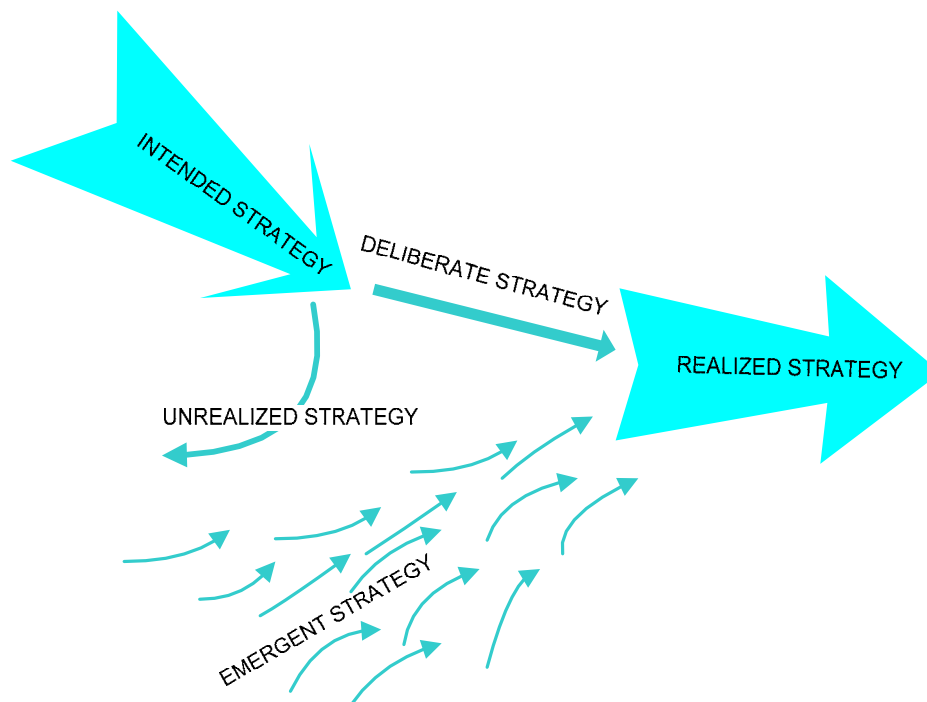 INTENDED STRATEGY
DELIBERATE STRATEGY
REALIZED STRATEGY
UNREALIZED STRATEGY
EMERGENT STRATEGY